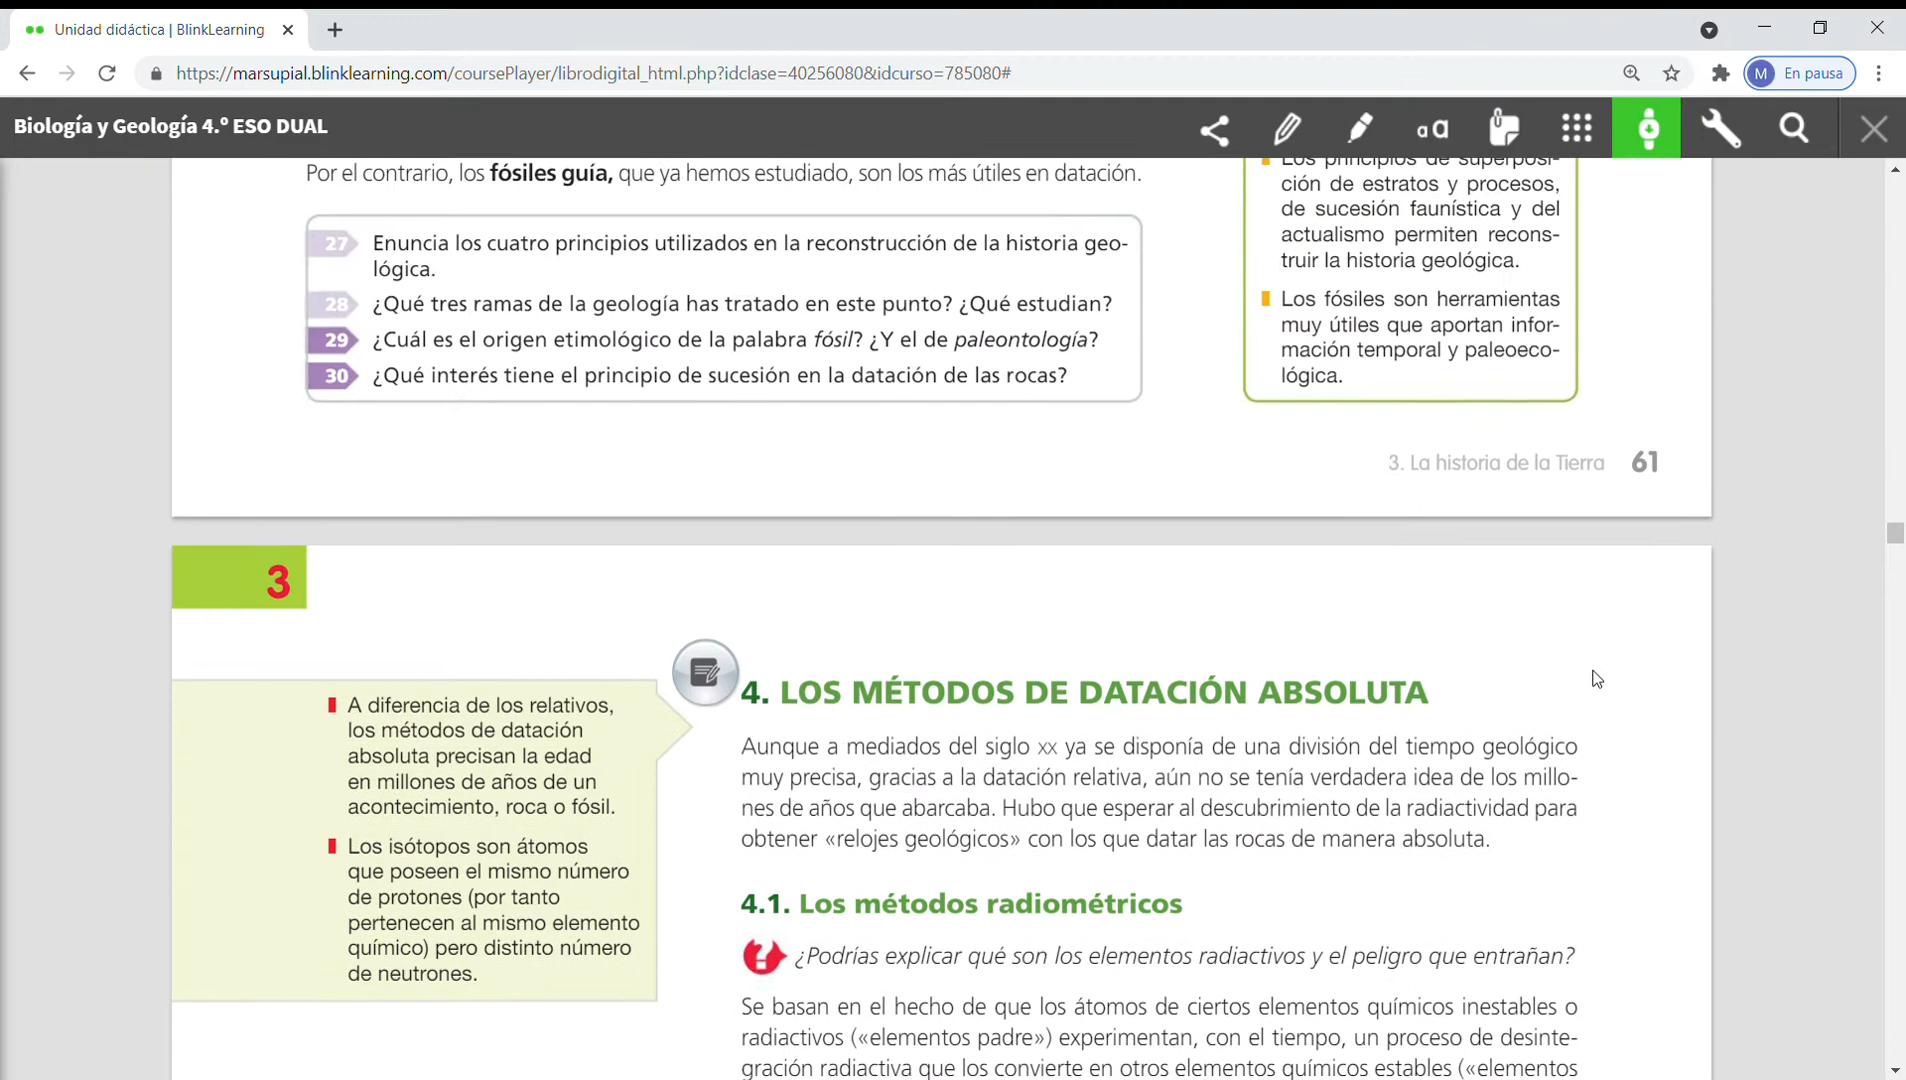 Unidad didáctica | BlinkLearning
https://marsupial.blinklearning.com/coursePlayer/librodigital_html.php?idclase=40256080&idcurso=785080#
M En pausa
Biología y Geología 4.º ESO DUAL
a a
Por el contrario, los fósiles guía, que ya hemos estudiado, son los más útiles en datación.
27 Enuncia los cuatro principios utilizados en la reconstrucción de la historia geo-
lógica.
28 ¿Qué tres ramas de la geología has tratado en este punto? ¿Qué estudian?
29 ¿Cuál es el origen etimológico de la palabra fósil? ¿Y el de paleontología?
30 ¿Qué interés tiene el principio de sucesión en la datación de las rocas?
Los principios de superposi-
ción de estratos y procesos,
de sucesión faunística y del
actualismo permiten recons-
truir la historia geológica.
Los fósiles son herramientas
muy útiles que aportan infor-
mación temporal y paleoeco-
lógica.
3. La historia de la Tierra 61
3
A diferencia de los relativos,
los métodos de datación
absoluta precisan la edad
en millones de años de un
acontecimiento, roca o fósil.
Los isótopos son átomos
que poseen el mismo número
de protones (por tanto
pertenecen al mismo elemento
químico) pero distinto número
de neutrones.
4. LOS MÉTODOS DE DATACIÓN ABSOLUTA
Aunque a mediados del siglo XX ya se disponía de una división del tiempo geológico
muy precisa, gracias a la datación relativa, aún no se tenía verdadera idea de los millo-
nes de años que abarcaba. Hubo que esperar al descubrimiento de la radiactividad para
obtener «relojes geológicos» con los que datar las rocas de manera absoluta.
4.1. Los métodos radiométricos
¿Podrías explicar qué son los elementos radiactivos y el peligro que entrañan?
Se basan en el hecho de que los átomos de ciertos elementos químicos inestables o
radiactivos («elementos padre») experimentan, con el tiempo, un proceso de desinte-
gración radiactiva que los convierte en otros elementos químicos estables («elementos